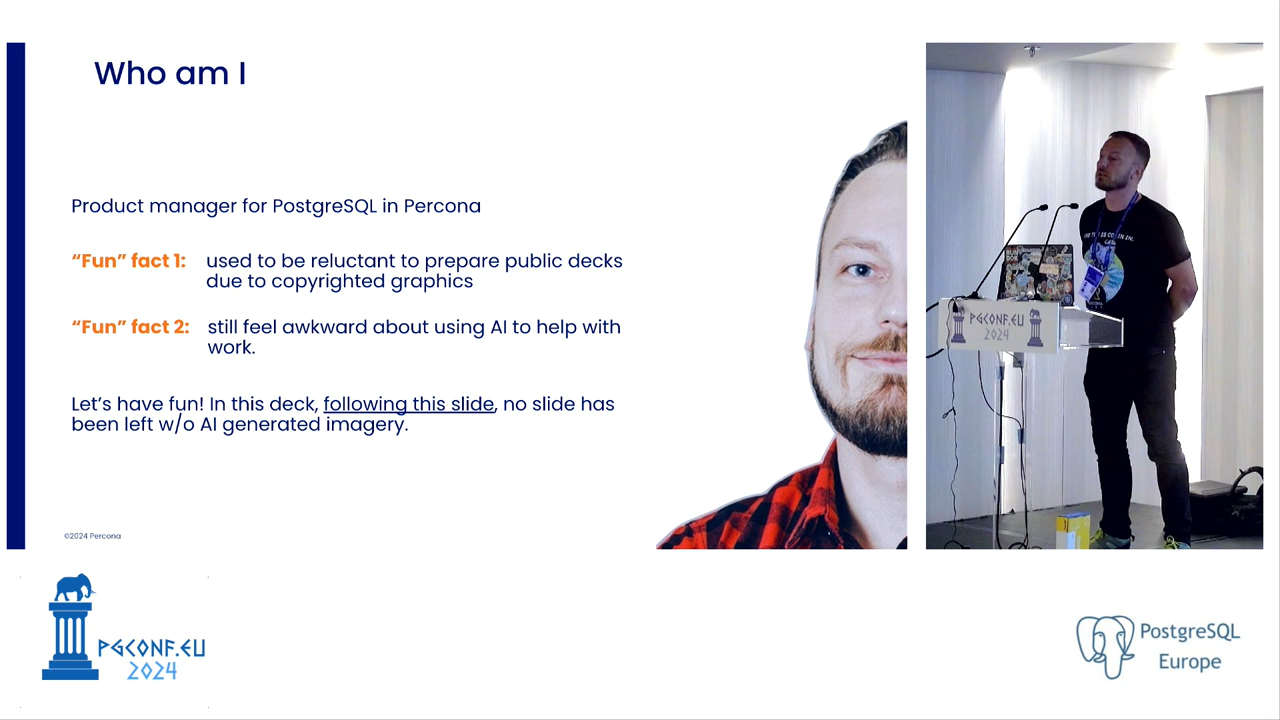 Who am I
Product manager for PostgreSQL in Percona
“Fun” fact 1: used to be reluctant to prepare public decks
due to copyrighted graphics
“Fun” fact 2: still feel awkward about using AI to help with
work.
Let’s have fun! In this deck, following this slide, no slide has
been left w/o AI generated imagery.
©2024 Percona
PGCONF.EU
2024
PGCONF.EU
2024
PostgreSQL
Europe